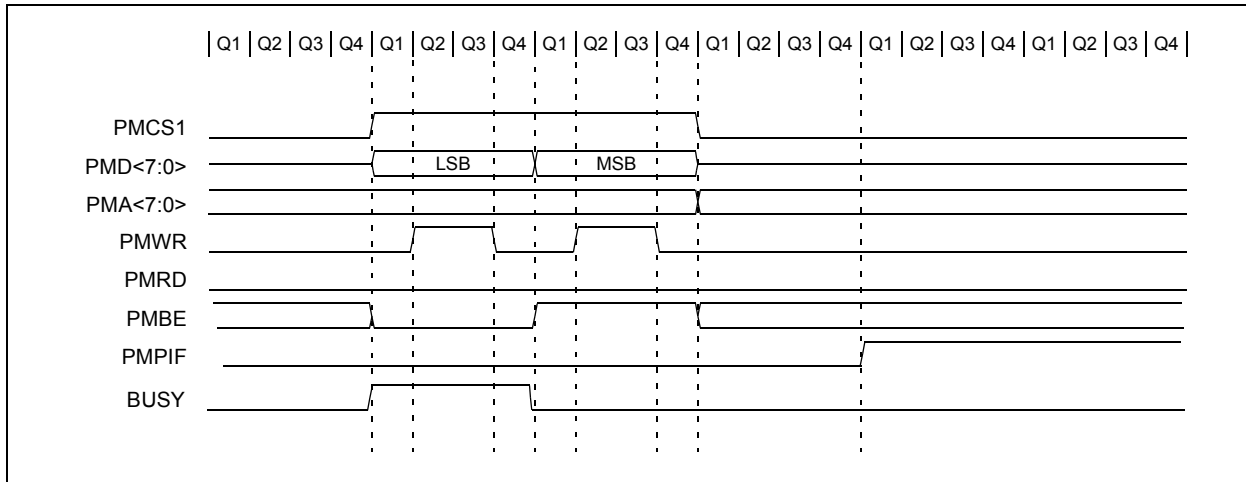 Q1 Q2 Q3 Q4 Q1 Q2 Q3 Q4 Q1 Q2 Q3 Q4 Q1 Q2 Q3 Q4 Q1 Q2 Q3 Q4 Q1 Q2 Q3 Q4
PMCS1
PMD<7:0> LSB MSB
PMA<7:0>
PMWR
PMRD
PMBE
PMPIF
BUSY